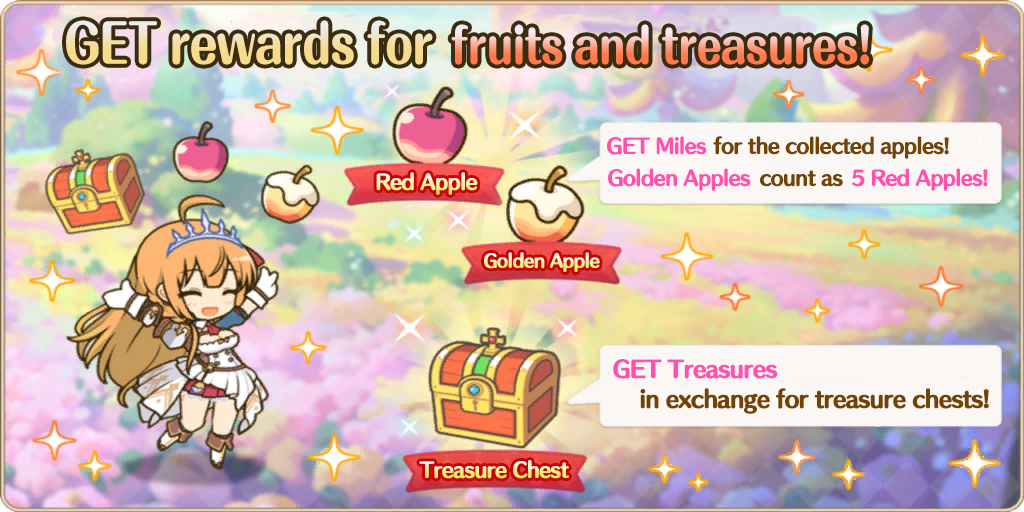 GET rewards for fruits and treasures!
Red Apple
GET Miles for the collected apples!
Golden Apples count as 5 Red Apples!
Golden Apple
GET Treasures
in exchange for treasure chests!
Treasure Chest